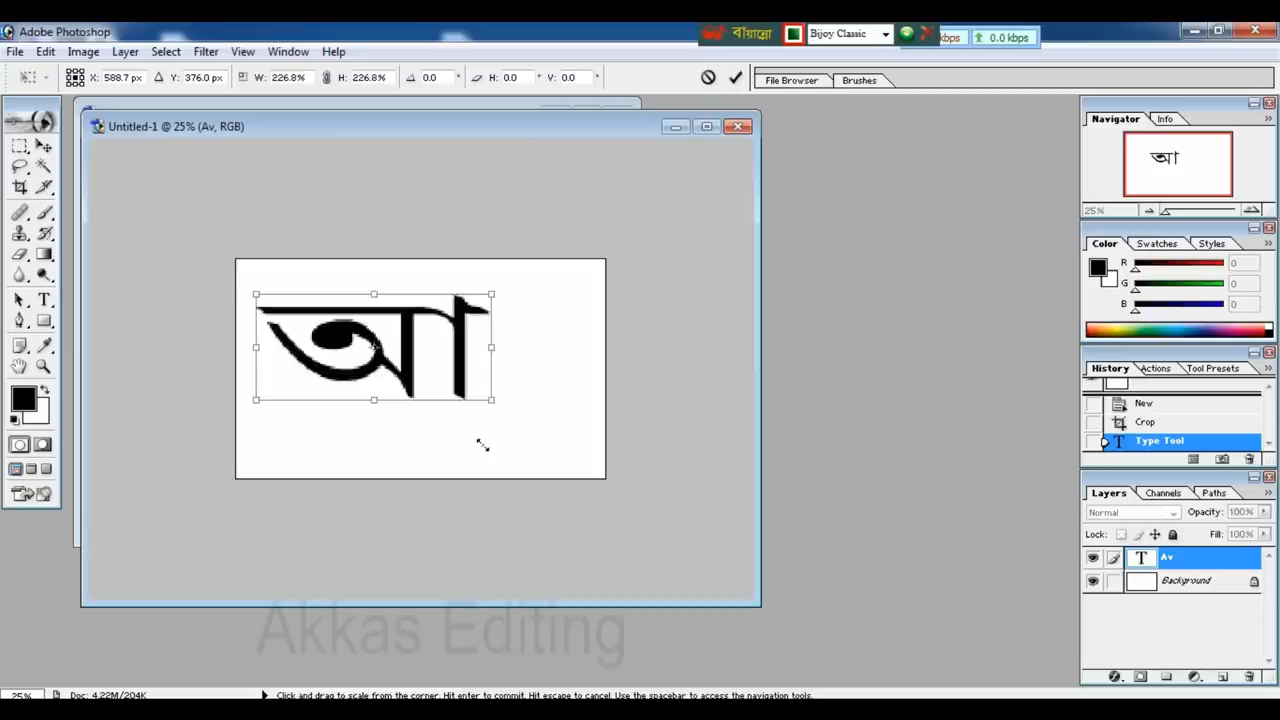 Adobe Photoshop
বায়ান্নো Bijoy Classic kbps 0.0 kbps
File Edit Image Layer Select Filter View Window Help
X: 588.7 px Y: 376.0 px W: 226.8% H: 226.8% 0.0 ° H: 0.0 ° V: 0.0 °
File Browser Brushes
Untitled-1 @ 25% (Av, RGB)
আ
Navigator Info
আ
25%
Color Swatches Styles
R 0
G 0
B 0
History Actions Tool Presets
New
Crop
T Type Tool
Layers Channels Paths
Normal Opacity: 100%
Lock: Fill: 100%
T Av
Background
Akkas Editing
25% Doc: 4.22M/204K Click and drag to scale from the corner. Hit enter to commit. Hit escape to cancel. Use the spacebar to access the navigation tools.